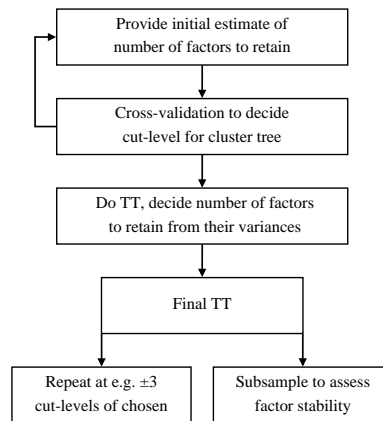 Provide initial estimate of
number of factors to retain
Cross-validation to decide
cut-level for cluster tree
Do TT, decide number of factors
to retain from their variances
Final TT
Repeat at e.g. ±3
cut-levels of chosen
Subsample to assess
factor stability